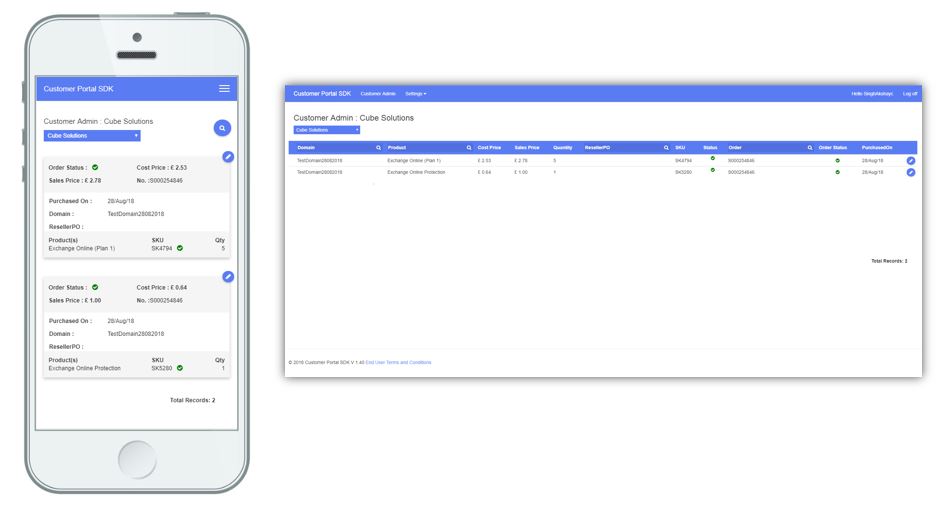 Customer Portal SDK
Customer Admin : Cube Solutions
Cube Solutions
Order Status : Cost Price : £ 2.53
Sales Price : £ 2.78 No. :S000254846
Purchased On : 28/Aug/18
Domain : TestDomain28082018
ResellerPO :
Product(s) SKU Qty
Exchange Online (Plan 1) SK4794 5
Order Status : Cost Price : £ 0.64
Sales Price : £ 1.00 No. :S000254846
Purchased On : 28/Aug/18
Domain : TestDomain28082018
ResellerPO :
Product(s) SKU Qty
Exchange Online Protection SK5280 1
Total Records: 2
Customer Portal SDK Customer Admin Settings Hello SinghAkshayc Log off
Customer Admin : Cube Solutions
Cube Solutions
Domain Product Cost Price Sales Price Quantity ResellerPO SKU Status Order Order Status PurchasedOn
TestDomain28082018 Exchange Online (Plan 1) £ 2.53 £ 2.78 5 SK4794 S000254846 28/Aug/18
TestDomain28082018 Exchange Online Protection £ 0.64 £ 1.00 1 SK5280 S000254846 28/Aug/18
Total Records: 2
© 2018 Customer Portal SDK V 1.40 End User Terms and Conditions